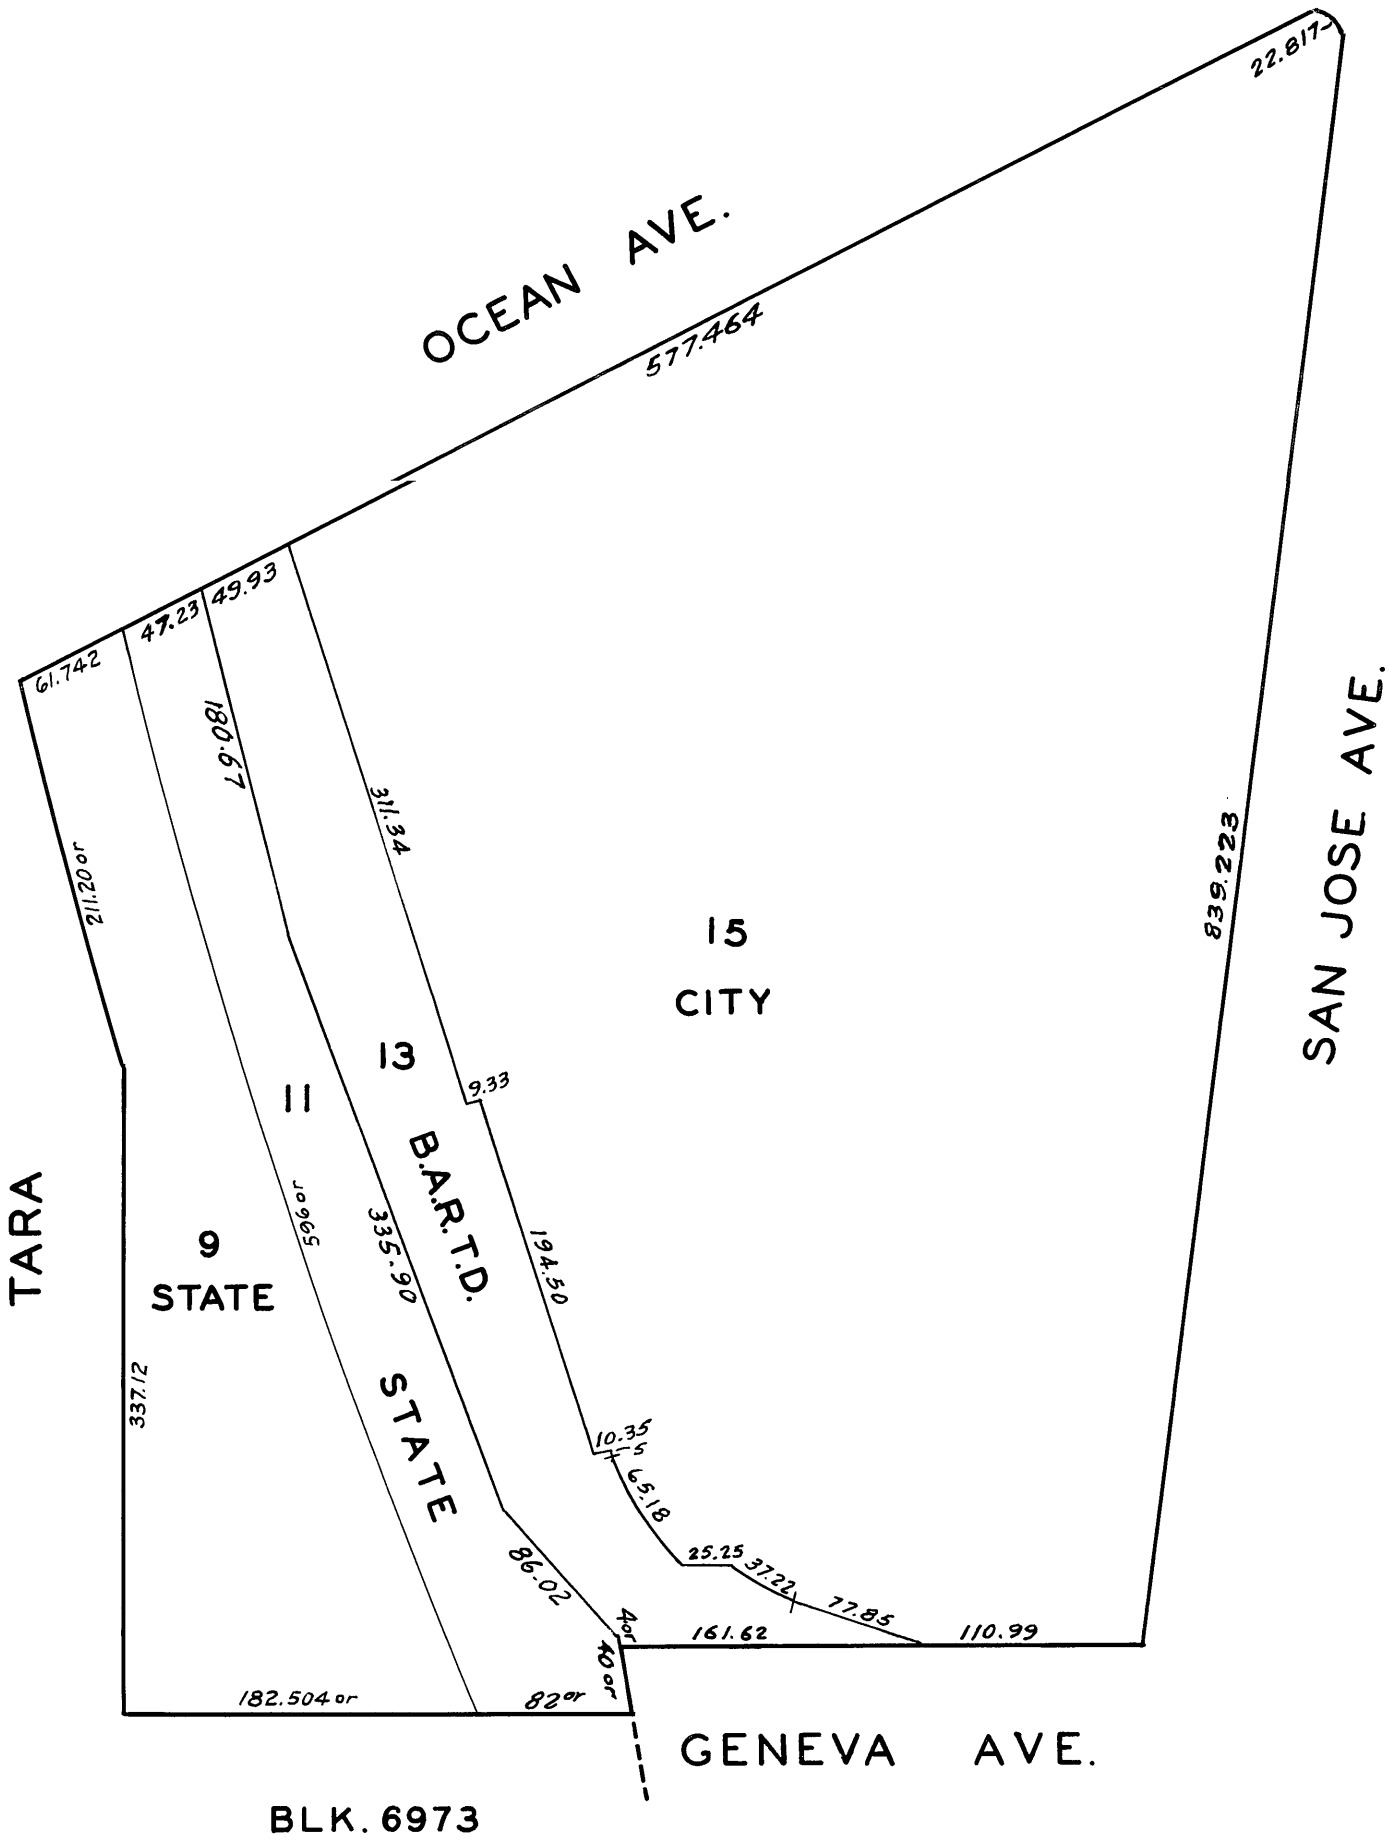 22.817
OCEAN AVE.
577.464
49.93
47.23
61.742
180.67
311.34
211.20 or
839.223
SAN JOSE AVE.
15
CITY
13
B.A.R.T.D.
9.33
11
STATE
596 or
335.90
194.50
TARA
9
STATE
337.12
10.35
5
65.18
25.25
37.22
77.85
86.02
4 or
161.62
110.99
40 or
182.504 or
82 or
GENEVA AVE.
BLK. 6973